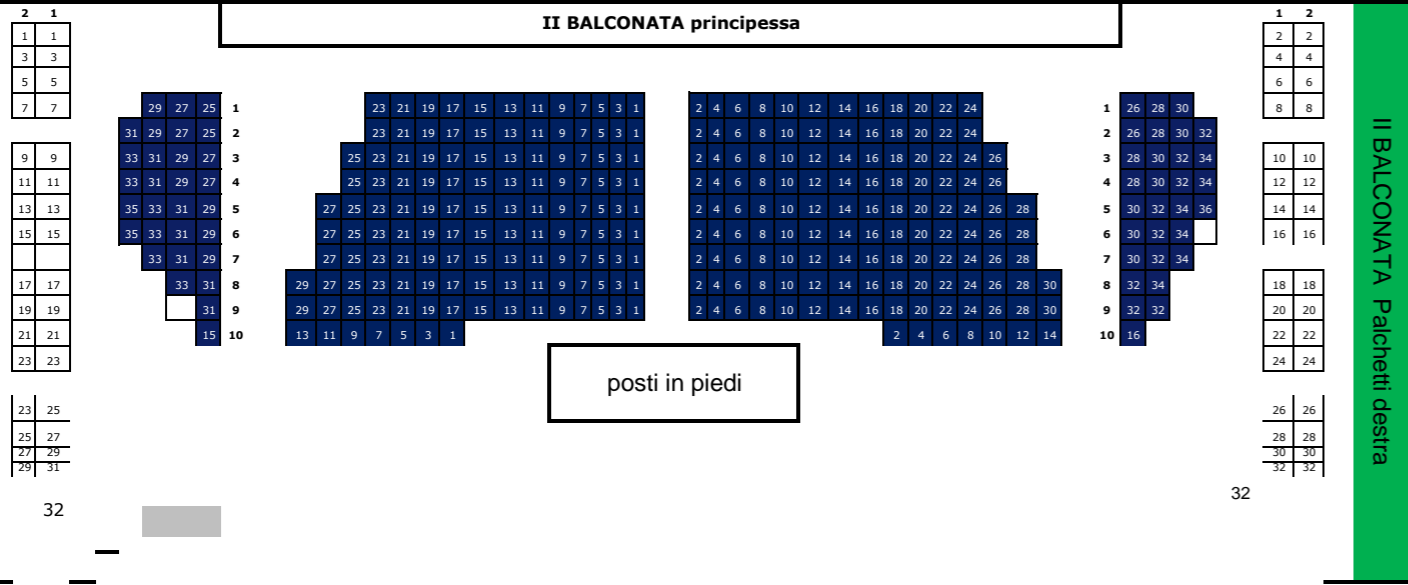 2 1 II BALCONATA principessa 1 2
1 1 2 2
3 3 4 4
5 5 6 6
7 7 29 27 25 1 23 21 19 17 15 13 11 9 7 5 3 1 2 4 6 8 10 12 14 16 18 20 22 24 1 26 28 30 8 8
31 29 27 25 2 23 21 19 17 15 13 11 9 7 5 3 1 2 4 6 8 10 12 14 16 18 20 22 24 2 26 28 30 32
9 9 33 31 29 27 3 25 23 21 19 17 15 13 11 9 7 5 3 1 2 4 6 8 10 12 14 16 18 20 22 24 26 3 28 30 32 34 10 10
11 11 33 31 29 27 4 25 23 21 19 17 15 13 11 9 7 5 3 1 2 4 6 8 10 12 14 16 18 20 22 24 26 4 28 30 32 34 12 12
13 13 35 33 31 29 5 27 25 23 21 19 17 15 13 11 9 7 5 3 1 2 4 6 8 10 12 14 16 18 20 22 24 26 28 5 30 32 34 36 14 14
15 15 35 33 31 29 6 27 25 23 21 19 17 15 13 11 9 7 5 3 1 2 4 6 8 10 12 14 16 18 20 22 24 26 28 6 30 32 34 16 16
33 31 29 7 27 25 23 21 19 17 15 13 11 9 7 5 3 1 2 4 6 8 10 12 14 16 18 20 22 24 26 28 7 30 32 34
17 17 33 31 8 29 27 25 23 21 19 17 15 13 11 9 7 5 3 1 2 4 6 8 10 12 14 16 18 20 22 24 26 28 30 8 32 34 18 18
19 19 31 9 29 27 25 23 21 19 17 15 13 11 9 7 5 3 1 2 4 6 8 10 12 14 16 18 20 22 24 26 28 30 9 32 32 20 20
21 21 15 10 13 11 9 7 5 3 1 2 4 6 8 10 12 14 10 16 22 22
23 23 24 24
posti in piedi
23 25 26 26
25 27 28 28
27 29 30 30
29 31 32 32
32 32
II BALCONATA Palchetti destra